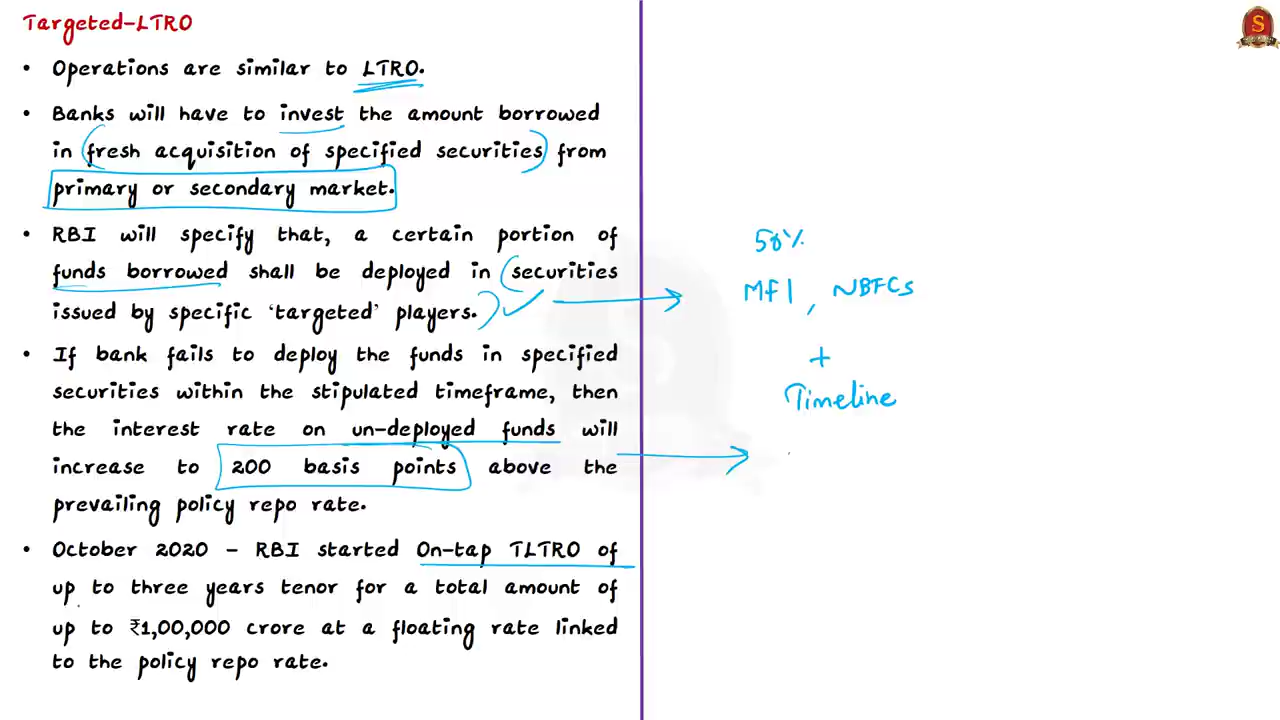 Targeted-LTRO
• Operations are similar to LTRO.
• Banks will have to invest the amount borrowed
in fresh acquisition of specified securities from
primary or secondary market.
• RBI will specify that, a certain portion of
funds borrowed shall be deployed in securities
issued by specific 'targeted' players.
• If bank fails to deploy the funds in specified
securities within the stipulated timeframe, then
the interest rate on un-deployed funds will
increase to 200 basis points above the
prevailing policy repo rate.
• October 2020 - RBI started On-tap TLTRO of
up to three years tenor for a total amount of
up to ₹1,00,000 crore at a floating rate linked
to the policy repo rate.
S
50%
MFI, NBFCs
+
Timeline